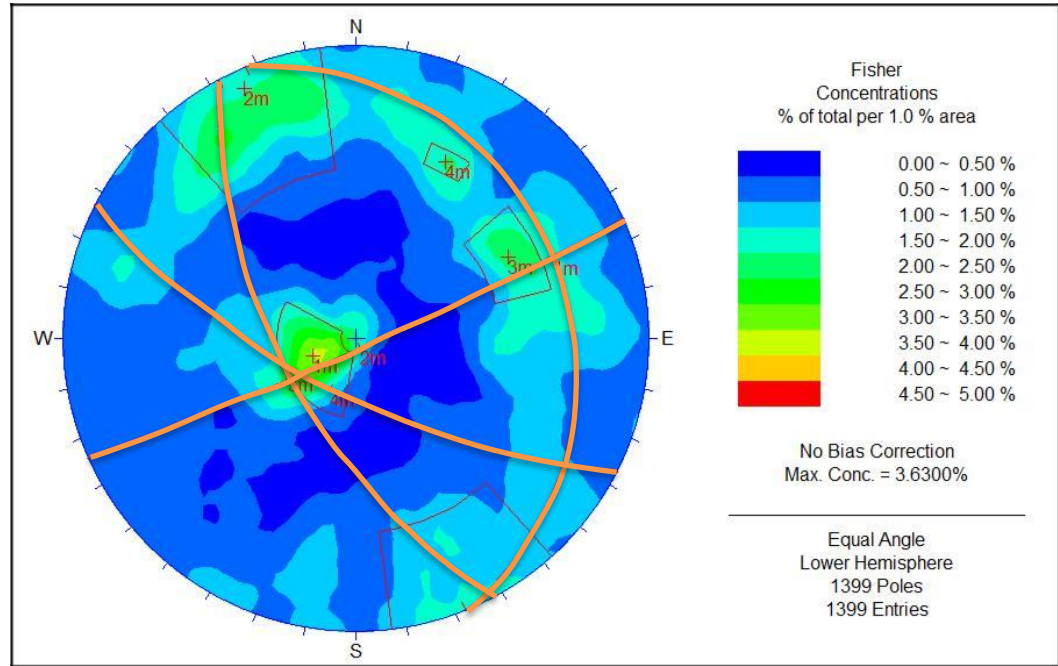 N
W
E
S
2m
4m
3m
1m
2m
1m
4m
Fisher
Concentrations
% of total per 1.0 % area
0.00 ~ 0.50 %
0.50 ~ 1.00 %
1.00 ~ 1.50 %
1.50 ~ 2.00 %
2.00 ~ 2.50 %
2.50 ~ 3.00 %
3.00 ~ 3.50 %
3.50 ~ 4.00 %
4.00 ~ 4.50 %
4.50 ~ 5.00 %
No Bias Correction
Max. Conc. = 3.6300%
Equal Angle
Lower Hemisphere
1399 Poles
1399 Entries